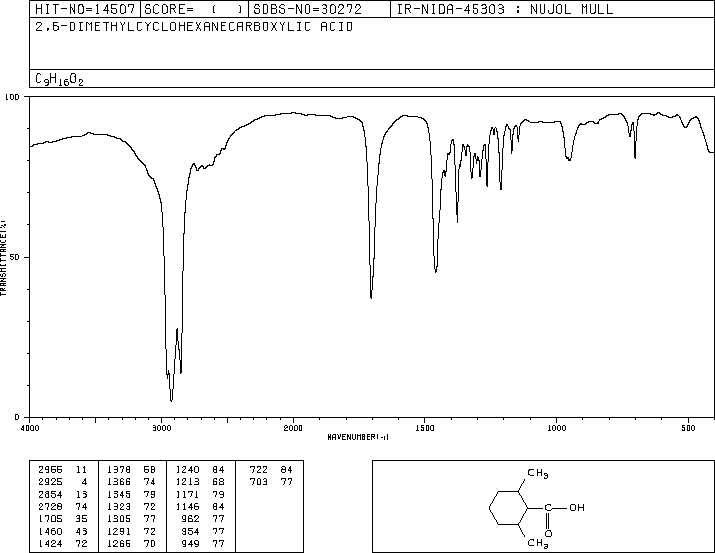 HIT-NO=14507 SCORE= ( ) SDBS-NO=30272 IR-NIDA-45303 : NUJOL MULL
2,6-DIMETHYLCYCLOHEXANECARBOXYLIC ACID
C9H16O2
100
50
0
TRANSMITTANCE(%)
4000 3000 2000 1500 1000 500
WAVENUMBER(-1)
2966 11 1378 58 1240 84 722 84
2925 4 1366 74 1213 68 703 77
2854 13 1345 79 1171 79
2728 74 1323 72 1146 84
1705 35 1305 77 962 77
1460 43 1291 72 954 77
1424 72 1266 70 949 77
CH3
C OH
O
CH3